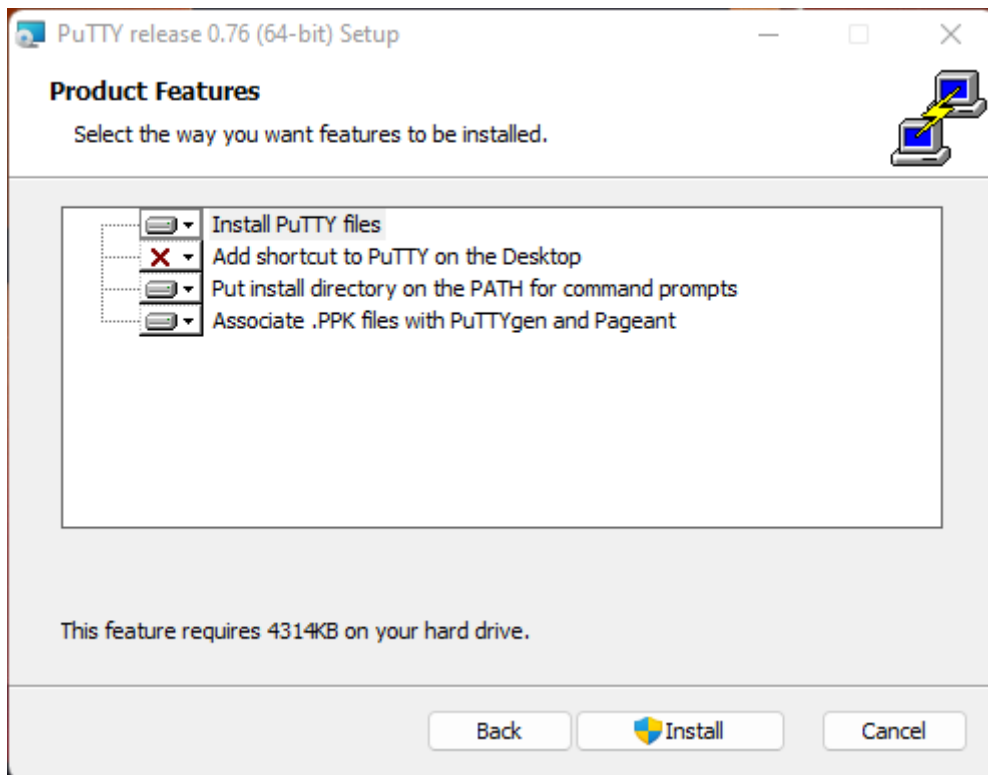 PuTTY release 0.76 (64-bit) Setup
Product Features
Select the way you want features to be installed.
Install PuTTY files
Add shortcut to PuTTY on the Desktop
Put install directory on the PATH for command prompts
Associate .PPK files with PuTTYgen and Pageant
This feature requires 4314KB on your hard drive.
Back
Install
Cancel